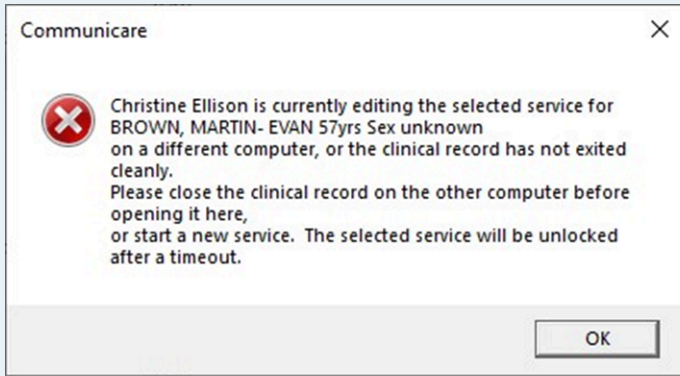 Communicare
Christine Ellison is currently editing the selected service for
BROWN, MARTIN- EVAN 57yrs Sex unknown
on a different computer, or the clinical record has not exited
cleanly.
Please close the clinical record on the other computer before
opening it here,
or start a new service.  The selected service will be unlocked
after a timeout.
OK